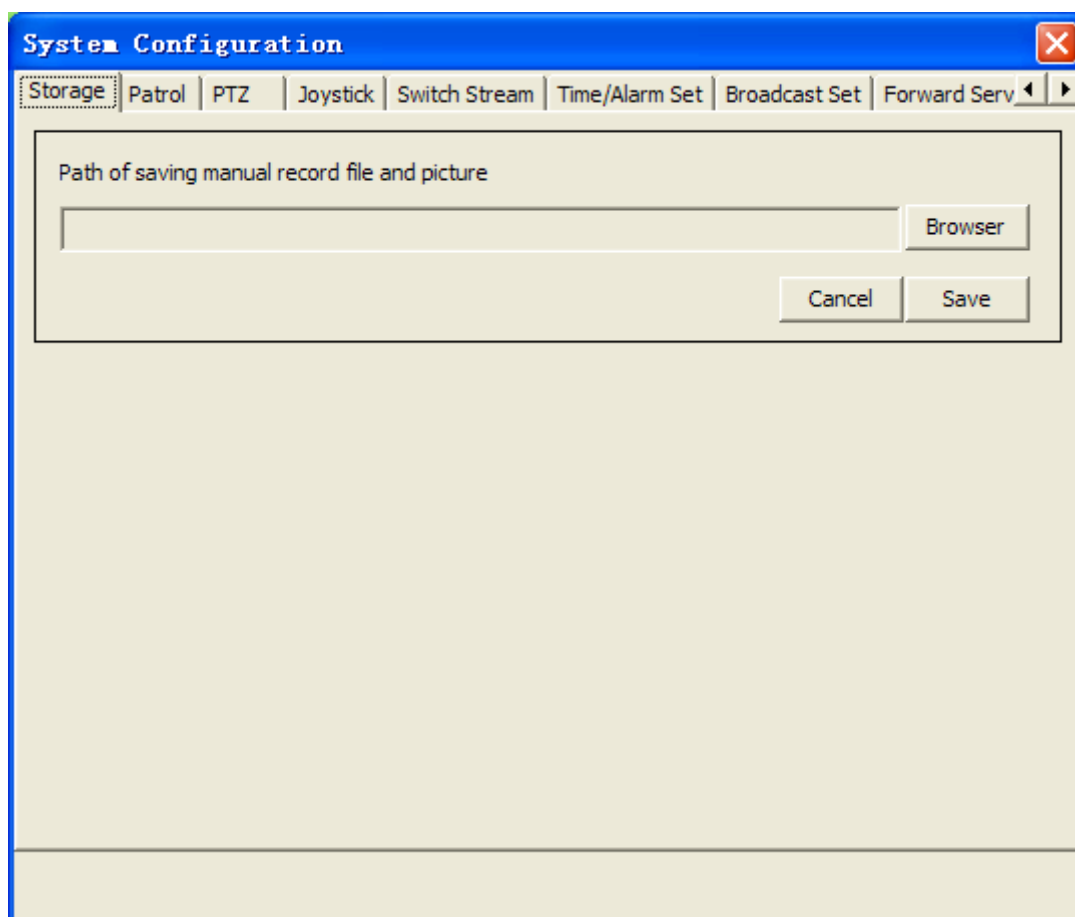 System Configuration
Storage Patrol PTZ Joystick Switch Stream Time/Alarm Set Broadcast Set Forward Serv
Path of saving manual record file and picture
Browser
Cancel Save